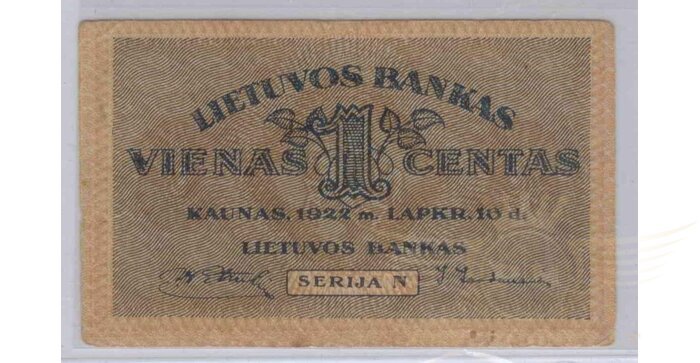 LIETUVOS BANKAS
VIENAS 1 CENTAS
KAUNAS, 1922 m. LAPKR. 10 d.
LIETUVOS BANKAS
SERIJA N